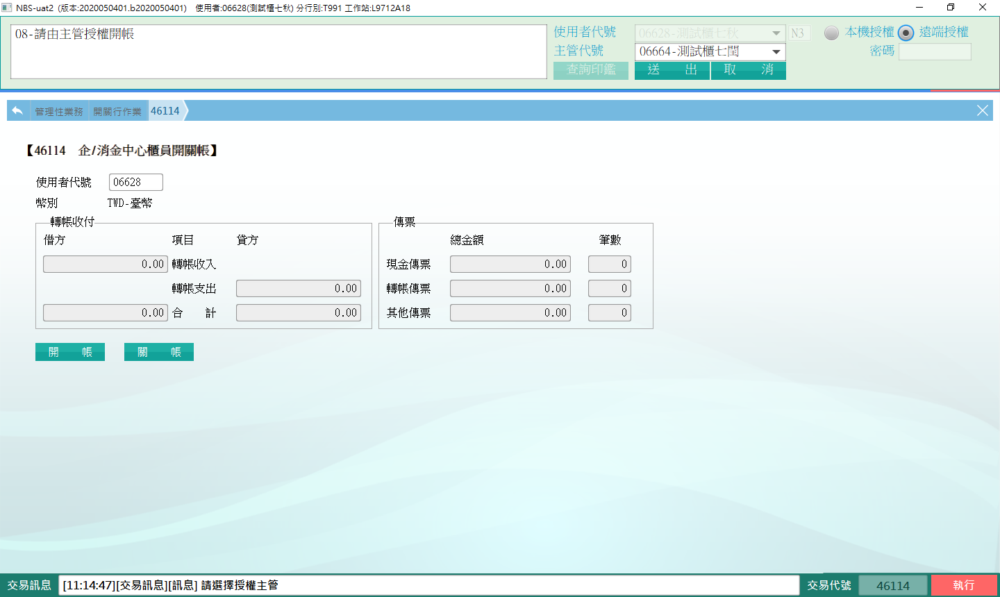 NBS-uat2 (版本:2020050401.b2020050401) 使用者:06628(測試櫃七秋) 分行別:T991 工作站:L9712A18
08-請由主管授權開帳
使用者代號 06628-測試櫃七秋 N3 本機授權 遠端授權
主管代號 06664-測試櫃七閏 密碼
查詢印鑑 送 出 取 消
管理性業務 開關行作業 46114
【46114 企/消金中心櫃員開關帳】
使用者代號 06628
幣別 TWD-臺幣
轉帳收付
借方 項目 貸方
0.00 轉帳收入
轉帳支出 0.00
0.00 合 計 0.00
傳票
總金額 筆數
現金傳票 0.00 0
轉帳傳票 0.00 0
其他傳票 0.00 0
開 帳 關 帳
交易訊息 [11:14:47][交易訊息][訊息] 請選擇授權主管 交易代號 46114 執行